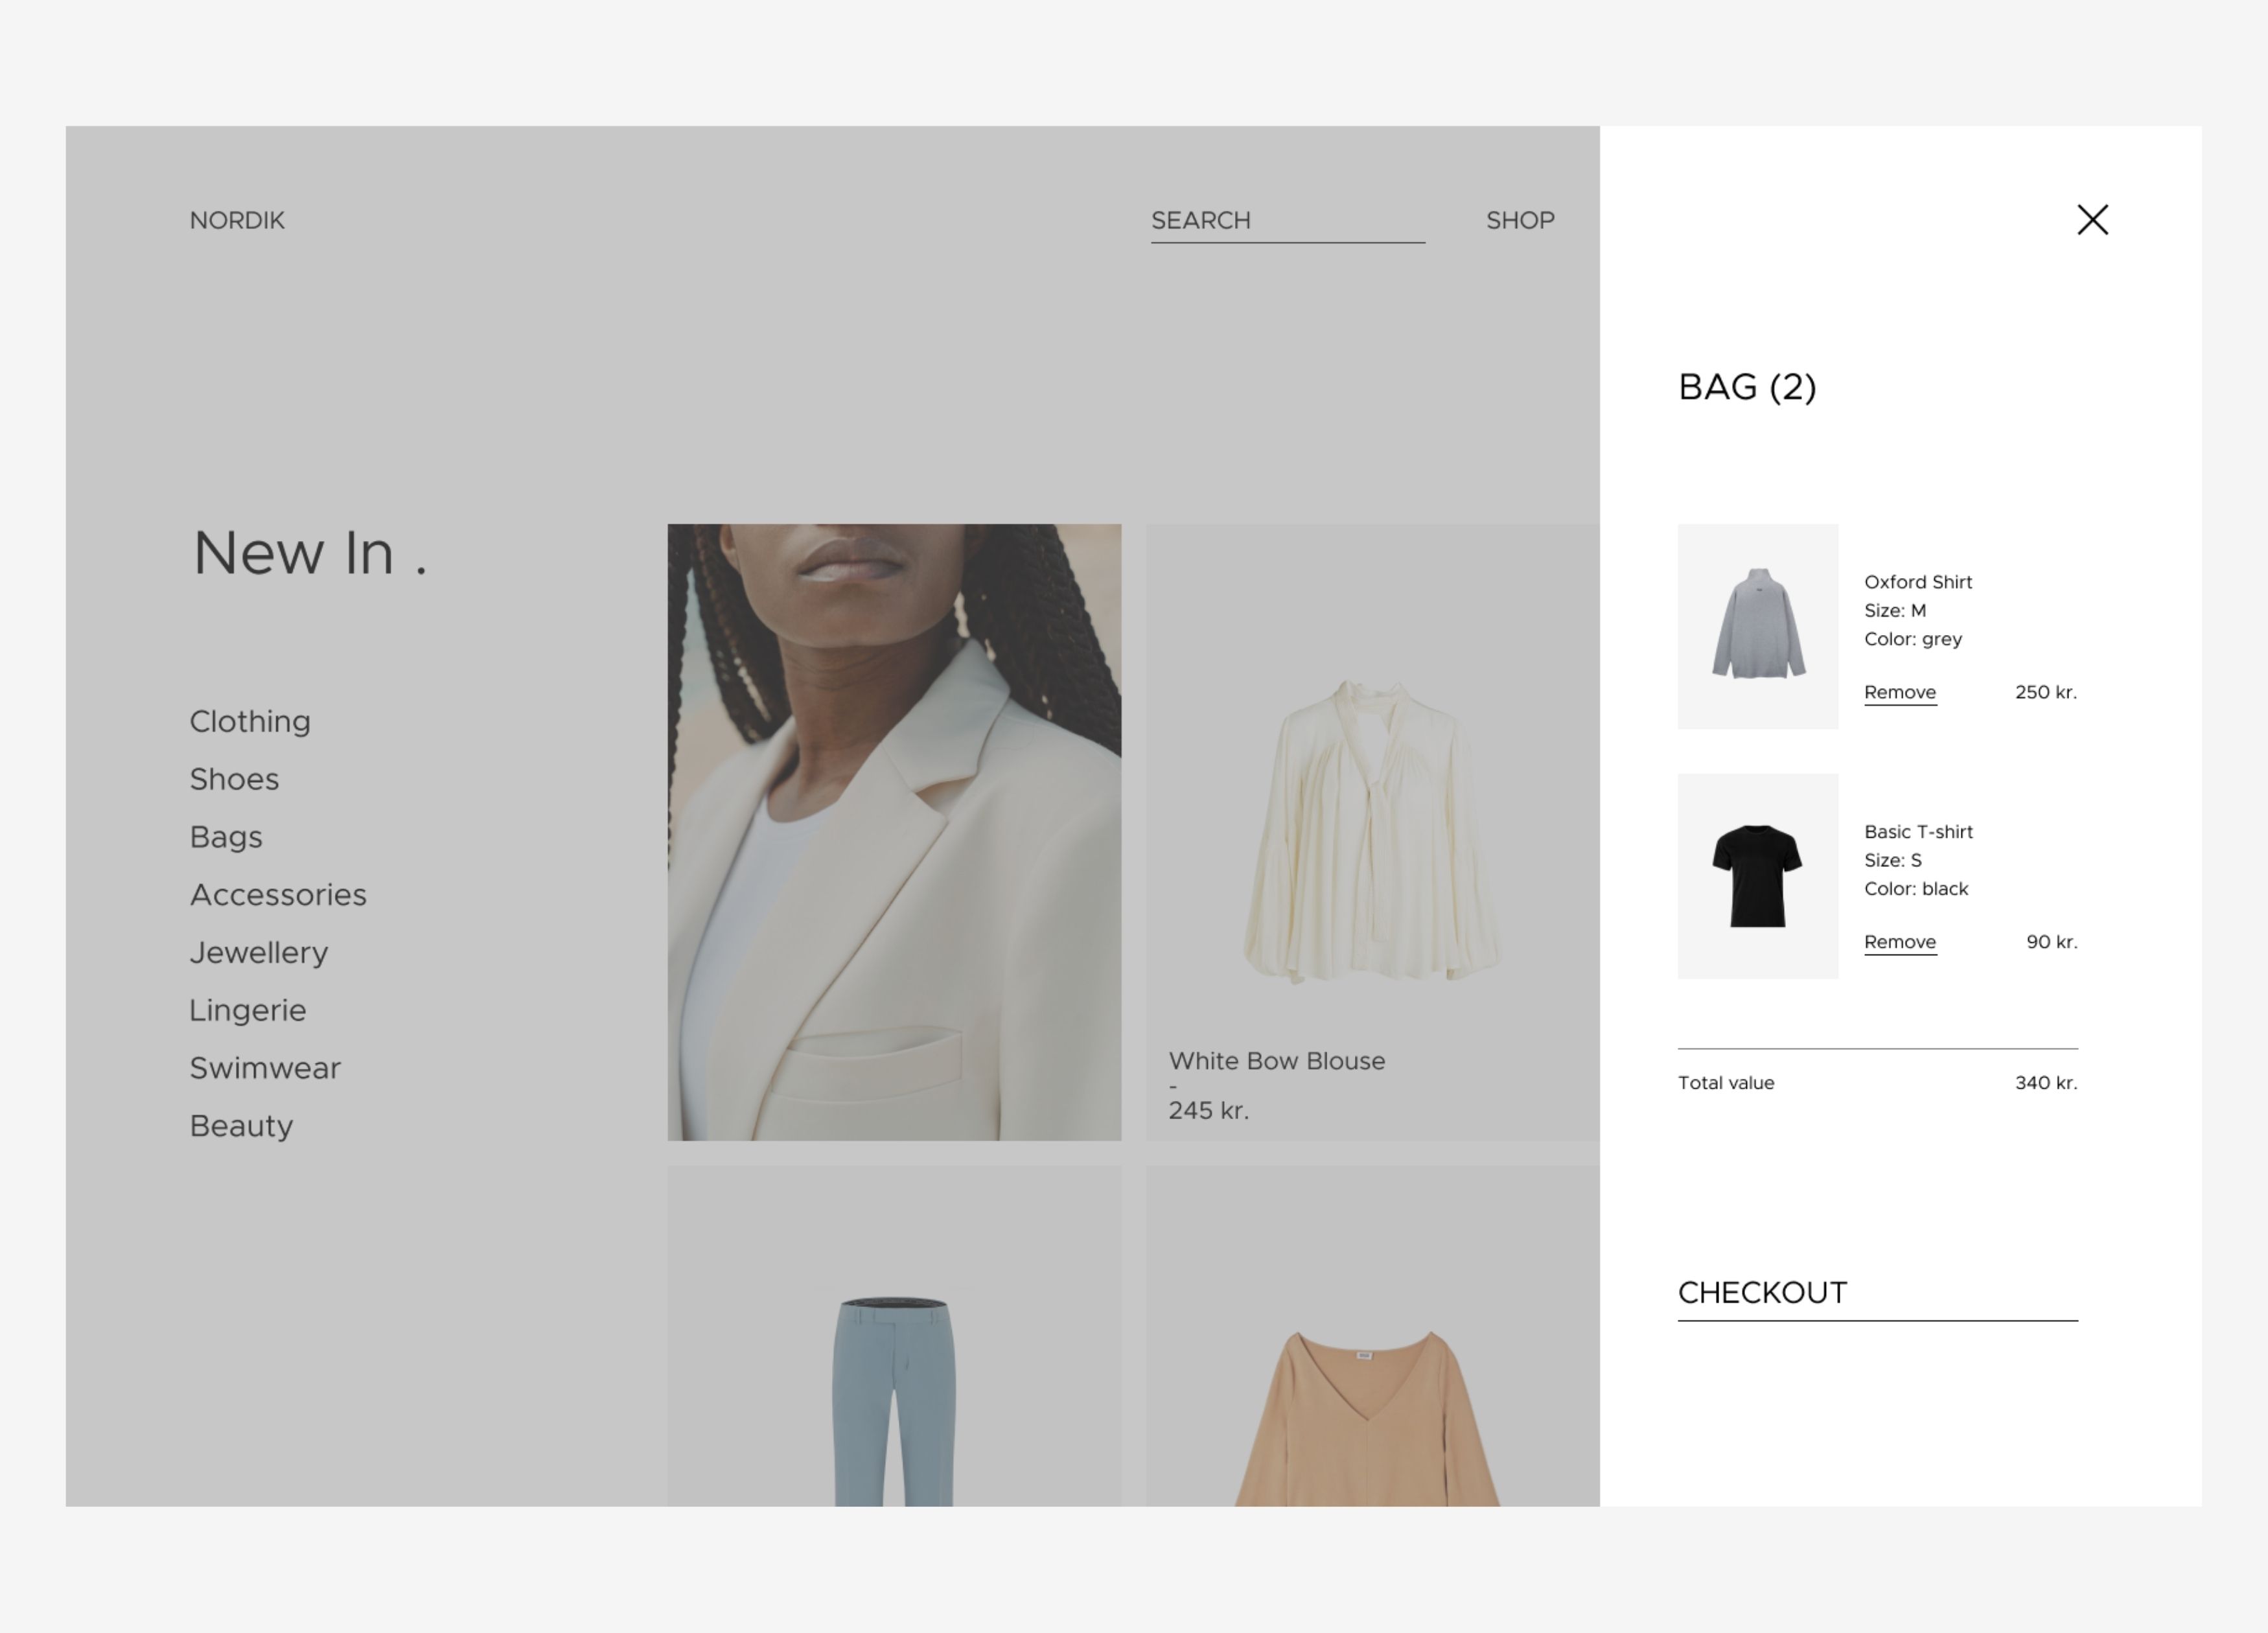 NORDIK
SEARCH
SHOP
New In .
Clothing
Shoes
Bags
Accessories
Jewellery
Lingerie
Swimwear
Beauty
White Bow Blouse
-
245 kr.
BAG (2)
Oxford Shirt
Size: M
Color: grey
Remove
250 kr.
Basic T-shirt
Size: S
Color: black
Remove
90 kr.
Total value
340 kr.
CHECKOUT